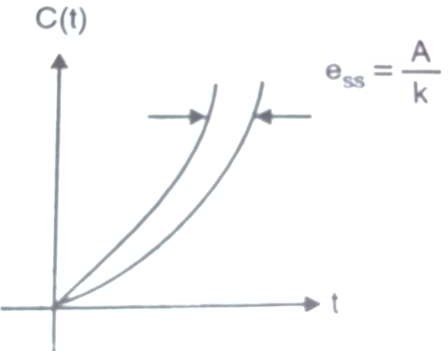 C(t)
e_ss = A/k
t